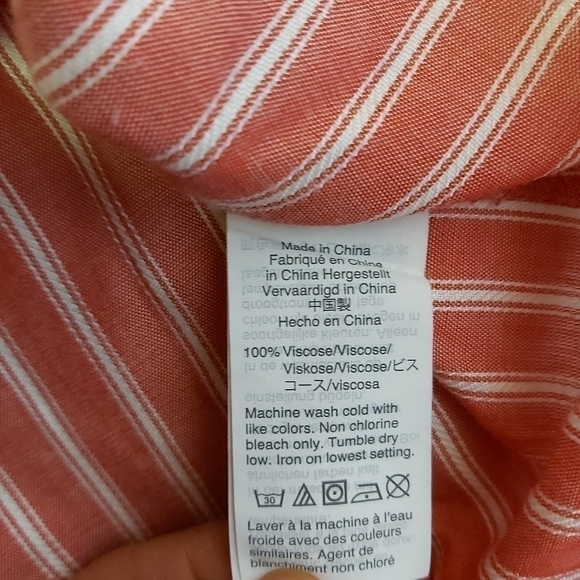 Made in China
Fabriqué en China
in China Hergestellt
Vervaardigd in China
中国製
Hecho en China
100% Viscose/Viscose/
Viskose/Viscose/ビス
コース/viscosa
Machine wash cold with
like colors. Non chlorine
bleach only. Tumble dry
low. Iron on lowest setting.
30
Laver à la machine à l'eau
froide avec des couleurs
similaires. Agent de
blanchiment non chloré